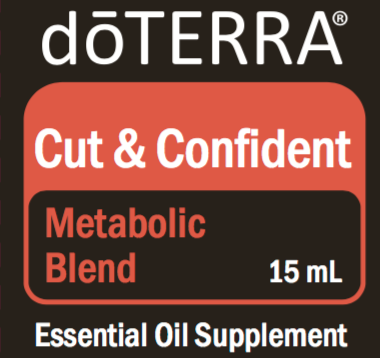 dōTERRA®
Cut & Confident
Metabolic
Blend
15 mL
Essential Oil Supplement